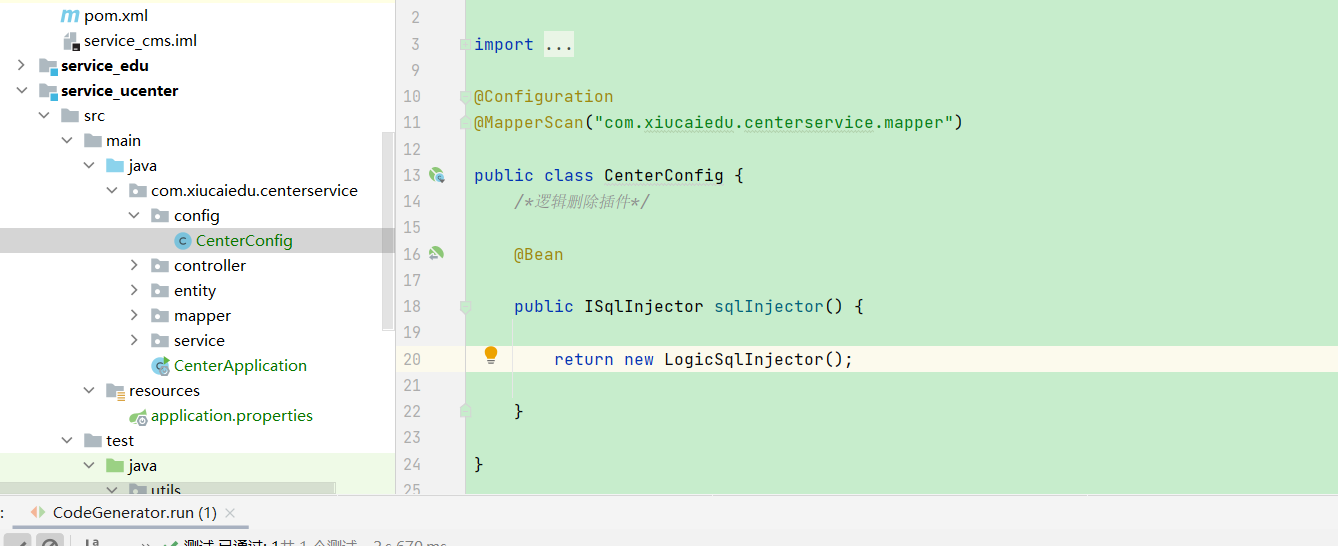 pom.xml
service_cms.iml
service_edu
service_ucenter
src
main
java
com.xiucaiedu.centerservice
config
CenterConfig
controller
entity
mapper
service
CenterApplication
resources
application.properties
test
java
utils
2
3 import ...
9
10 @Configuration
11 @MapperScan("com.xiucaiedu.centerservice.mapper")
12
13 public class CenterConfig {
14 /*逻辑删除插件*/
15
16 @Bean
17
18 public ISqlInjector sqlInjector() {
19
20 return new LogicSqlInjector();
21
22 }
23
24 }
25
: CodeGenerator.run (1)
测试 已通过: 1共 1 个测试 – 2 s 670 ms